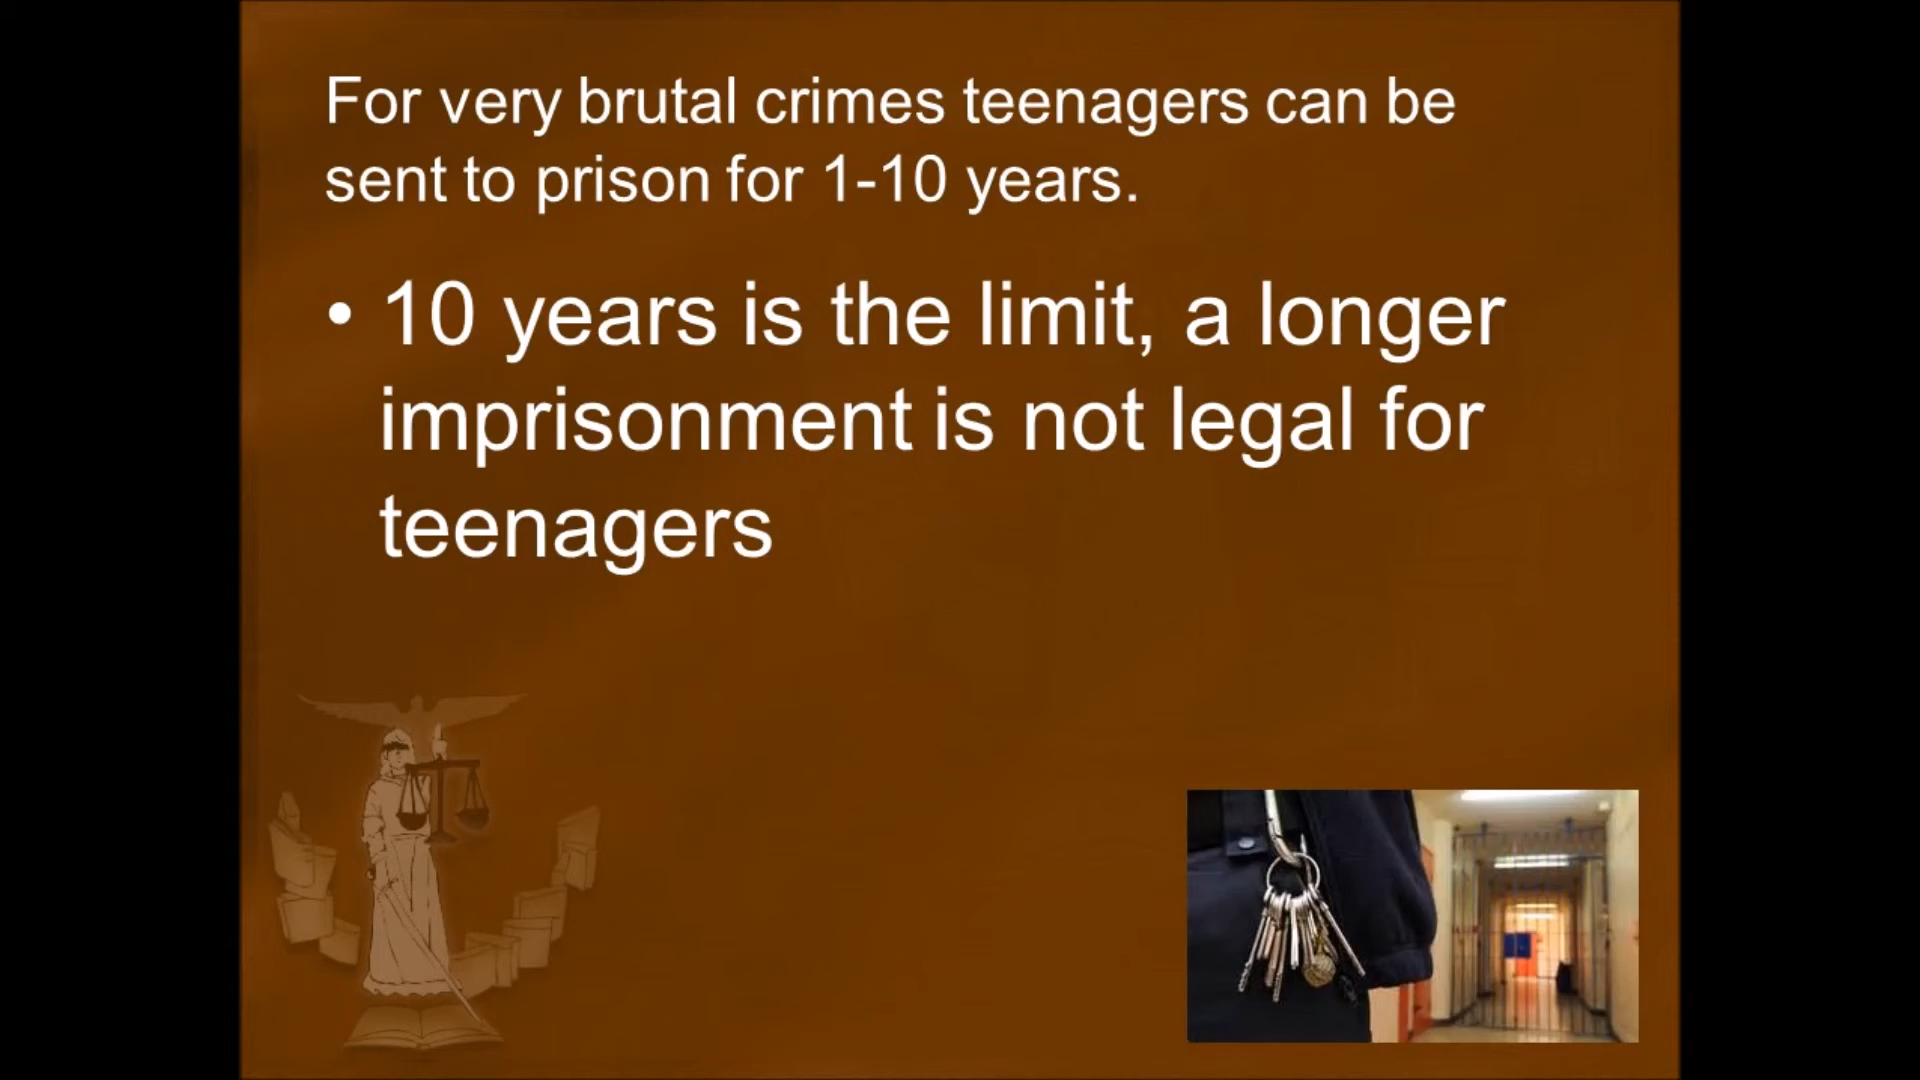 For very brutal crimes teenagers can be
sent to prison for 1-10 years.
• 10 years is the limit, a longer
imprisonment is not legal for
teenagers